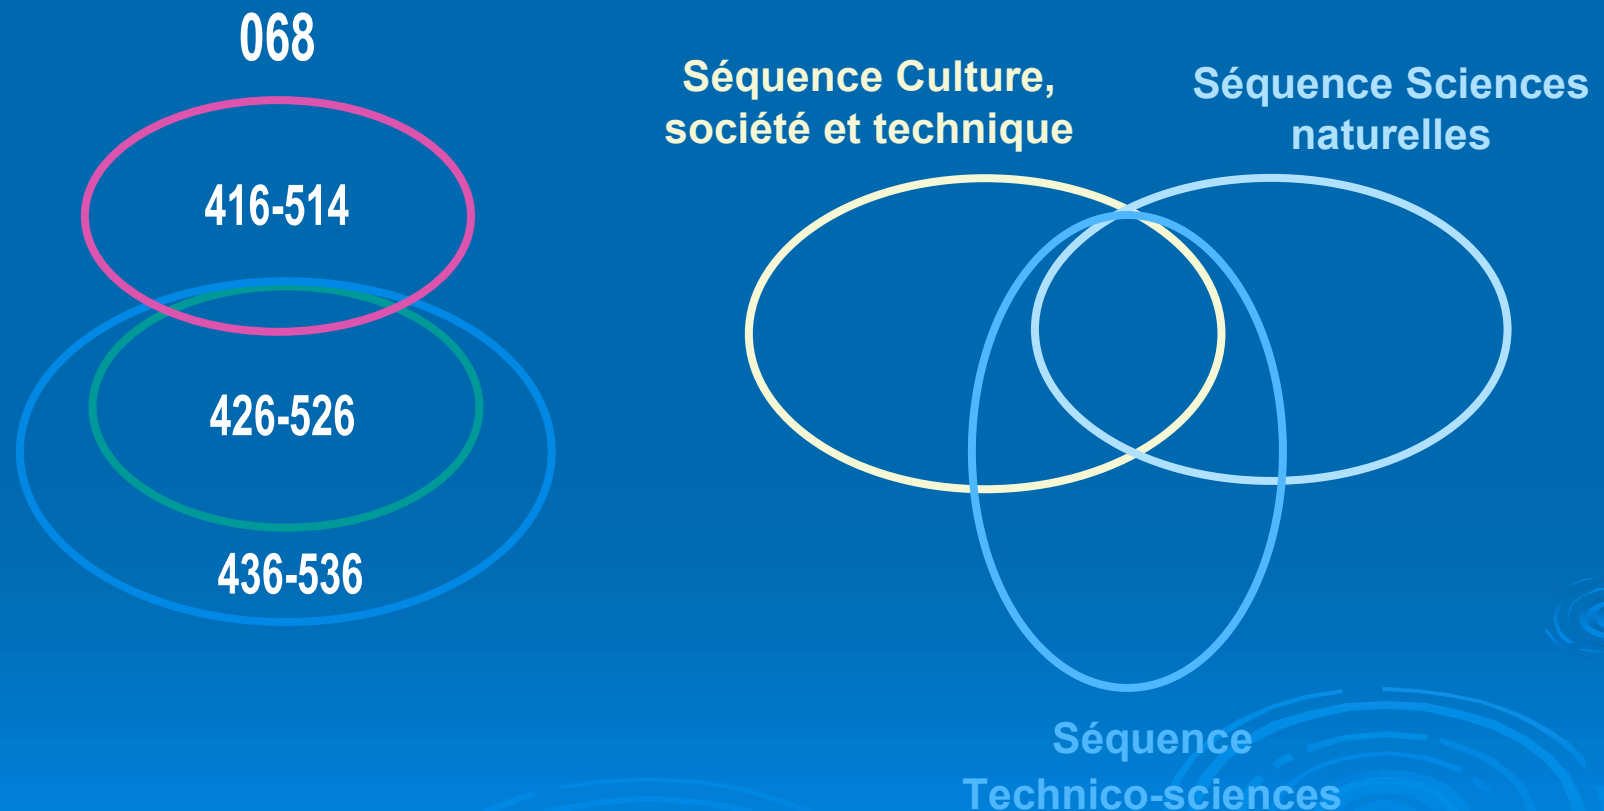 068
416-514
426-526
436-536
Séquence Culture,
société et technique
Séquence Sciences
naturelles
Séquence
Technico-sciences